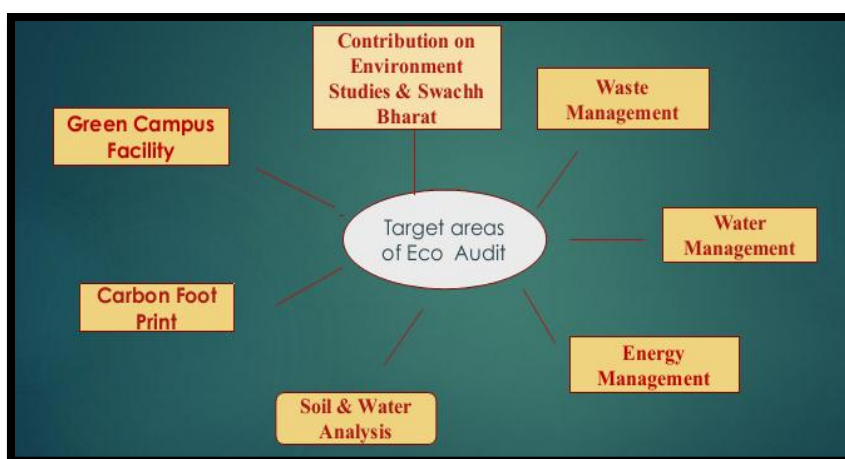 Contribution on
Environment
Studies & Swachh
Bharat
Waste
Management
Green Campus
Facility
Target areas
of Eco Audit
Water
Management
Carbon Foot
Print
Energy
Management
Soil & Water
Analysis